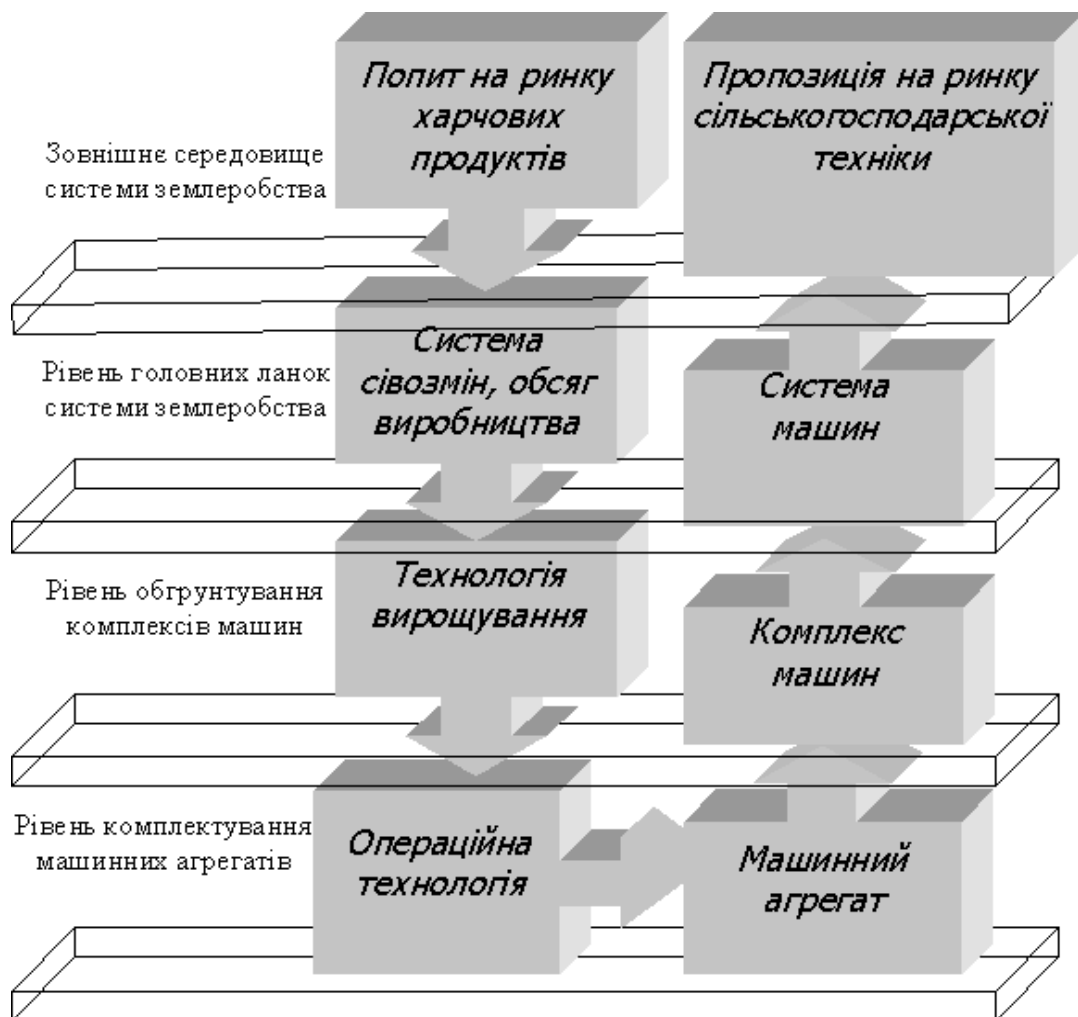 Попит на ринку
харчових
продуктів
Пропозиція на ринку
сільськогосподарської
техніки
Зовнішнє середовище
системи землеробства
Рівень головних ланок
системи землеробства
Система
сівозмін, обсяг
виробництва
Система
машин
Рівень обгрунтування
комплексів машин
Технологія
вирощування
Комплекс
машин
Рівень комплектування
машинних агрегатів
Операційна
технологія
Машинний
агрегат